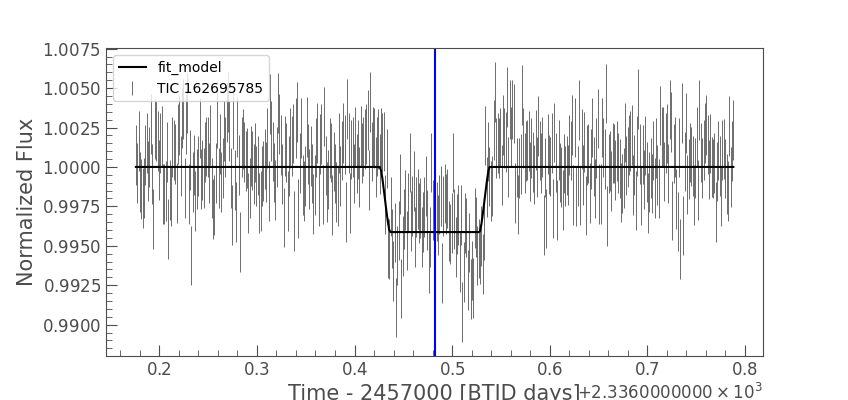 1.0075
1.0050
1.0025
1.0000
0.9975
0.9950
0.9925
0.9900
Normalized Flux
fit_model
TIC 162695785
0.2 0.3 0.4 0.5 0.6 0.7 0.8
Time - 2457000 [BTJD days]
+2.3360000000 × 10³